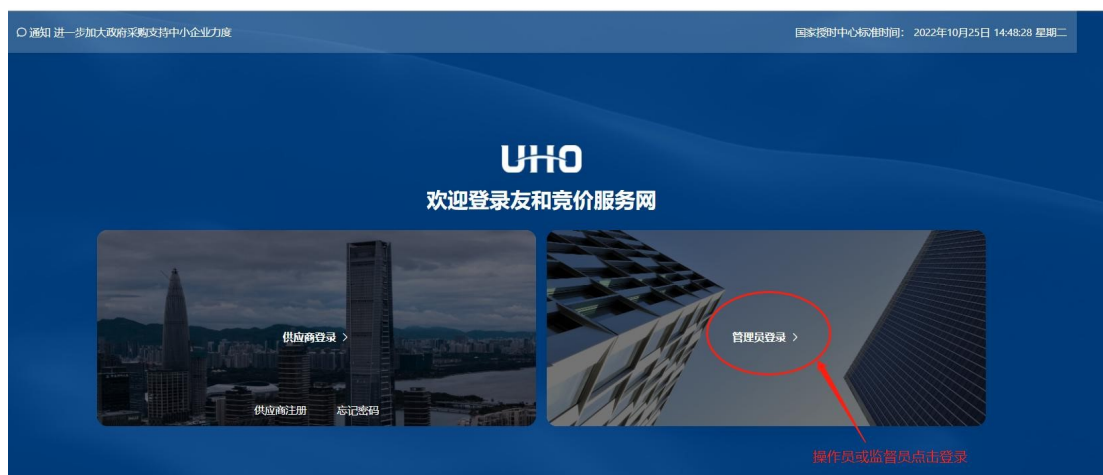 通知 进一步加大政府采购支持中小企业力度
国家授时中心标准时间： 2022年10月25日 14:48:28 星期二
UHO
欢迎登录友和竞价服务网
供应商登录 >
管理员登录 >
供应商注册 忘记密码
操作员或监督员点击登录